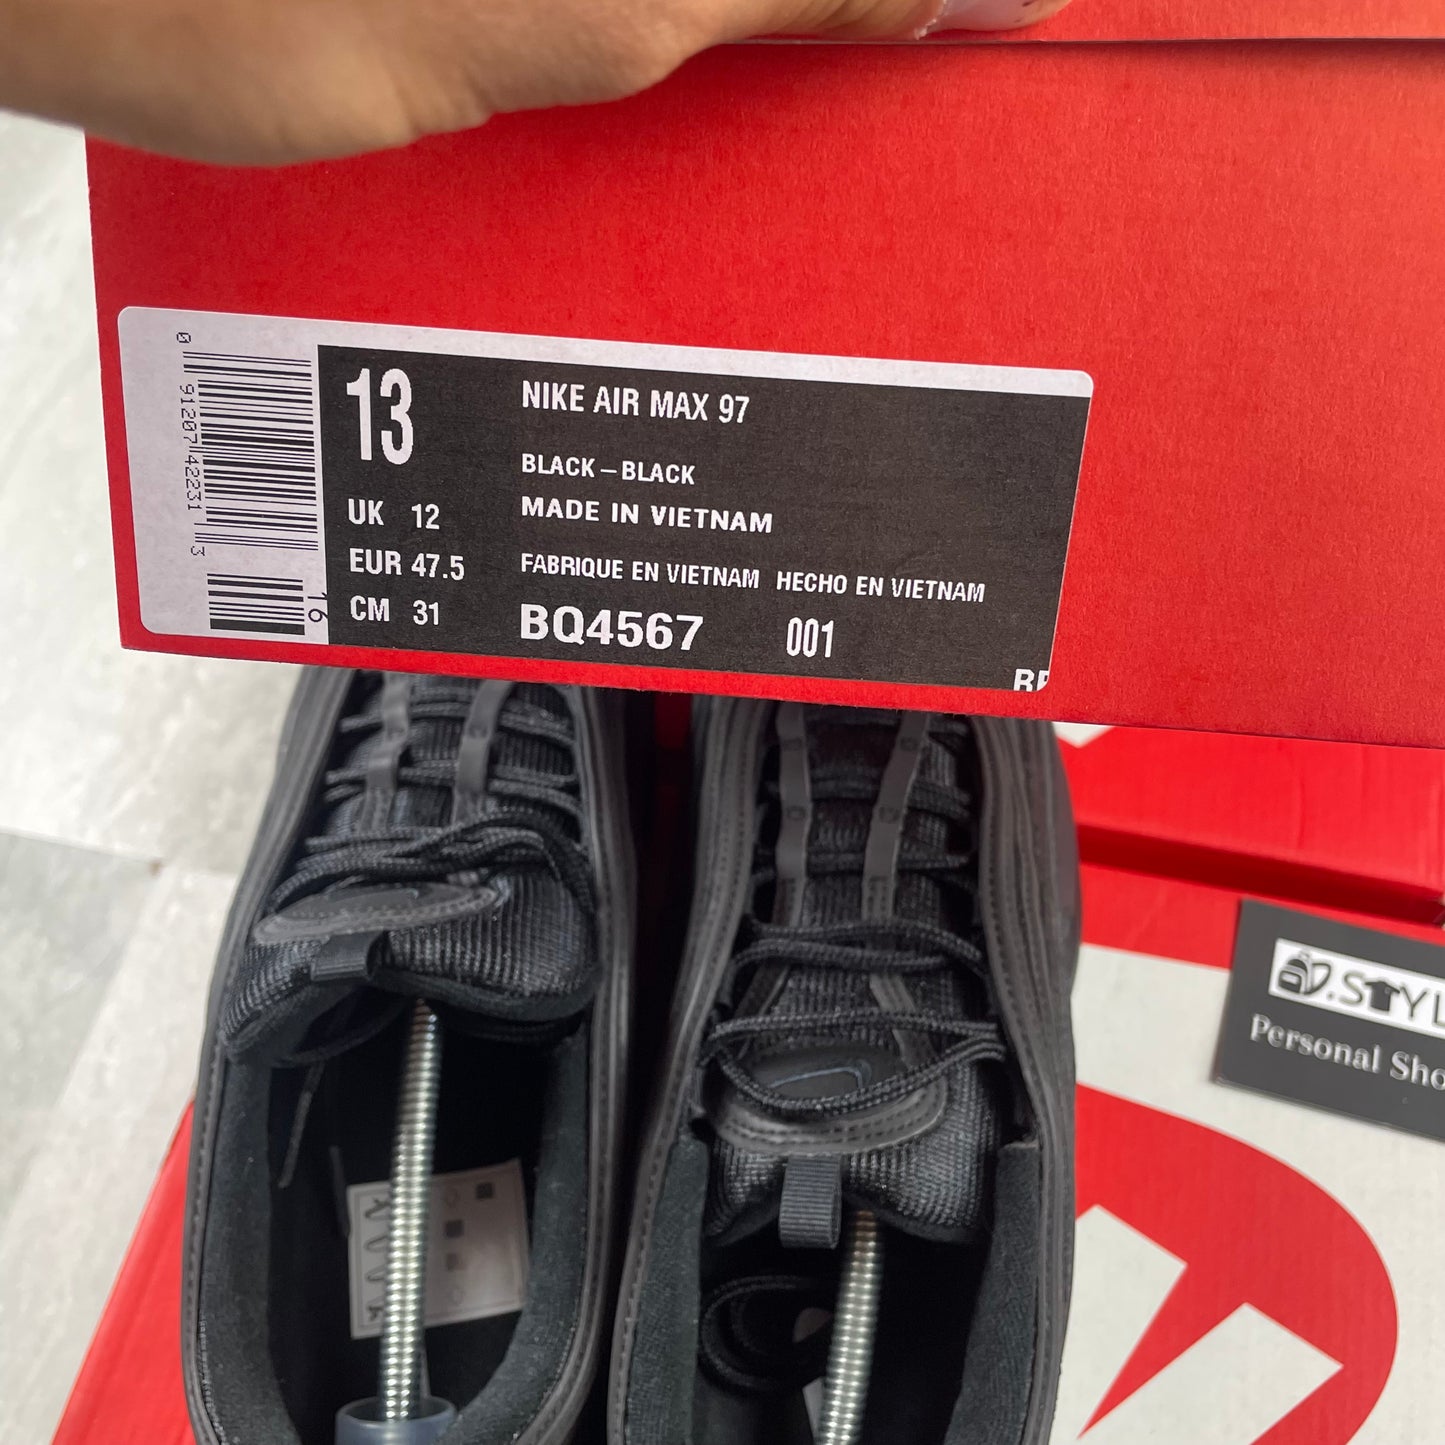 13
UK 12
EUR 47.5
CM 31
NIKE AIR MAX 97
BLACK – BLACK
MADE IN VIETNAM
FABRIQUE EN VIETNAM HECHO EN VIETNAM
BQ4567 001
0 91207 42231 3
16
Personal